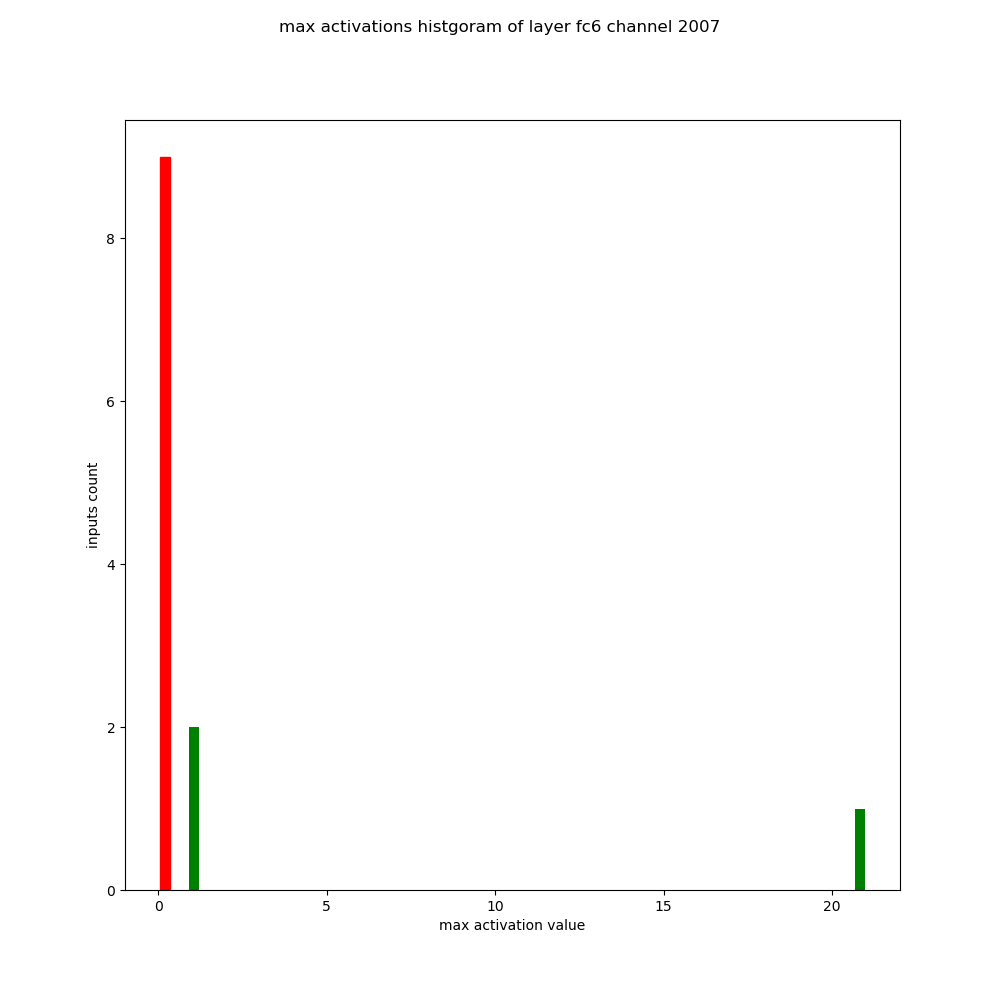 max activations histgoram of layer fc6 channel 2007
8
6
4
2
0
inputs count
0 5 10 15 20
max activation value